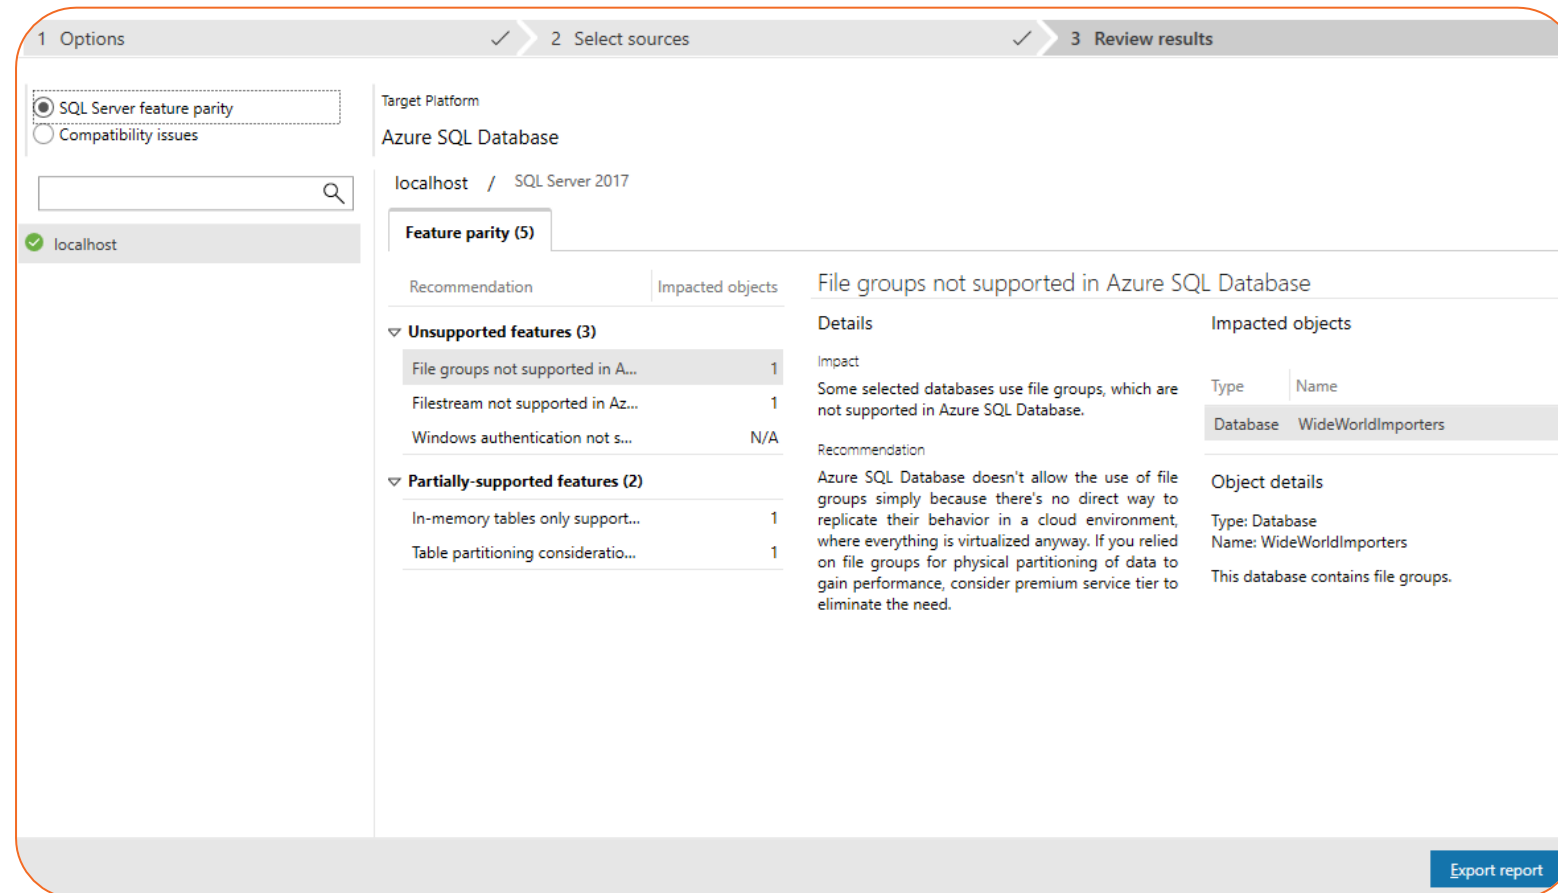 1 Options
2 Select sources
3 Review results
SQL Server feature parity
Compatibility issues
localhost
Target Platform
Azure SQL Database
localhost / SQL Server 2017
Feature parity (5)
Recommendation Impacted objects
Unsupported features (3)
File groups not supported in A... 1
Filestream not supported in Az... 1
Windows authentication not s... N/A
Partially-supported features (2)
In-memory tables only support... 1
Table partitioning consideratio... 1
File groups not supported in Azure SQL Database
Details
Impact
Some selected databases use file groups, which are
not supported in Azure SQL Database.
Recommendation
Azure SQL Database doesn't allow the use of file
groups simply because there's no direct way to
replicate their behavior in a cloud environment,
where everything is virtualized anyway. If you relied
on file groups for physical partitioning of data to
gain performance, consider premium service tier to
eliminate the need.
Impacted objects
Type Name
Database WideWorldImporters
Object details
Type: Database
Name: WideWorldImporters
This database contains file groups.
Export report